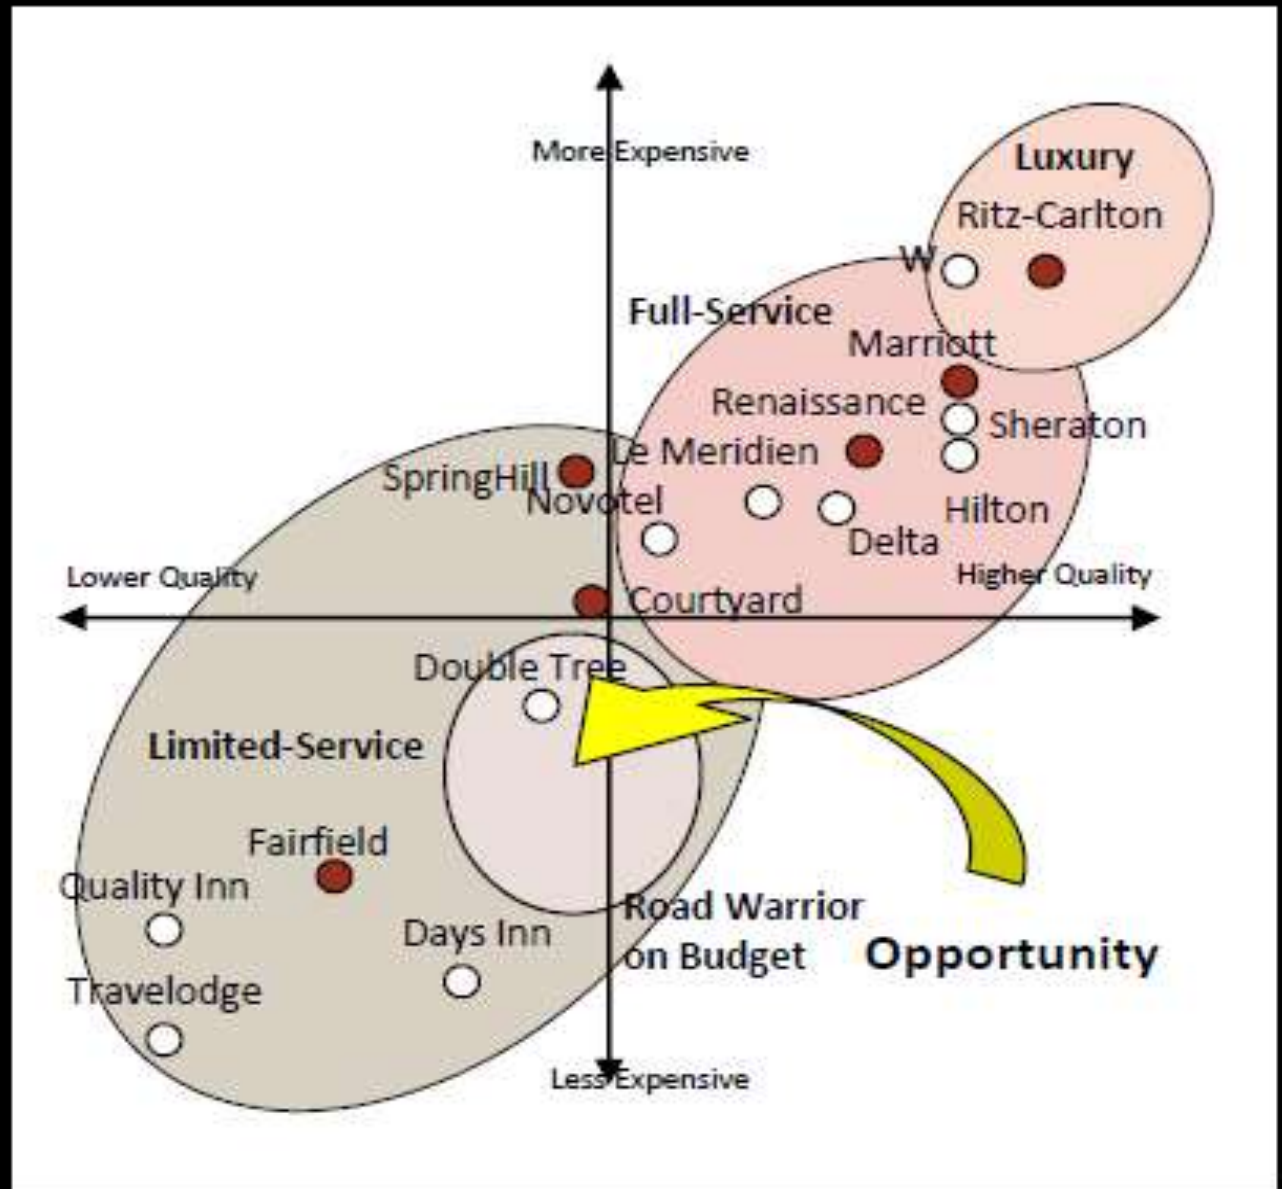 More Expensive
Luxury
Ritz-Carlton
W
Full-Service
Marriott
Renaissance
Sheraton
Le Meridien
SpringHill
Novotel
Hilton
Delta
Lower Quality
Higher Quality
Courtyard
Double Tree
Limited-Service
Fairfield
Quality Inn
Road Warrior
on Budget
Days Inn
Opportunity
Travelodge
Less Expensive